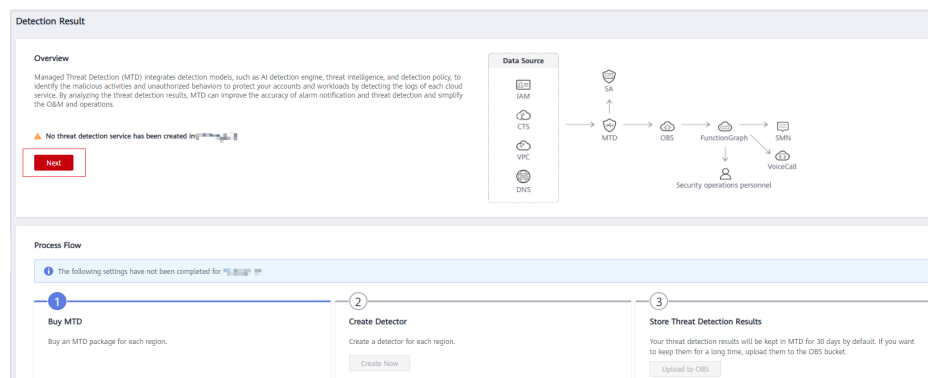 Detection Result
Overview
Managed Threat Detection (MTD) integrates detection models, such as AI detection engine, threat intelligence, and detection policy, to
identify the malicious activities and unauthorized behaviors to protect your accounts and workloads by detecting the logs of each cloud
service. By analyzing the threat detection results, MTD can improve the accuracy of alarm notification and threat detection and simplify
the O&M and operations.
No threat detection service has been created in
Next
Data Source
IAM
CTS
VPC
DNS
SA
MTD
OBS
FunctionGraph
SMN
VoiceCall
Security operations personnel
Process Flow
The following settings have not been completed for
1
2
3
Buy MTD
Create Detector
Store Threat Detection Results
Buy an MTD package for each region.
Create a detector for each region.
Your threat detection results will be kept in MTD for 30 days by default. If you want
to keep them for a long time, upload them to the OBS bucket.
Create Now
Upload to OBS